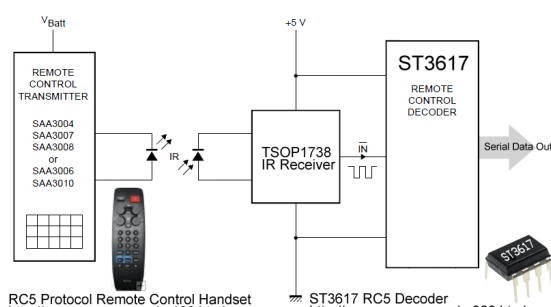 VBatt
+5 V
REMOTE
CONTROL
TRANSMITTER
SAA3004
SAA3007
SAA3008
or
SAA3006
SAA3010
IR
TSOP1738
IR Receiver
IN
ST3617
REMOTE
CONTROL
DECODER
Serial Data Out
ST3617
RC5 Protocol Remote Control Handset
ST3617 RC5 Decoder